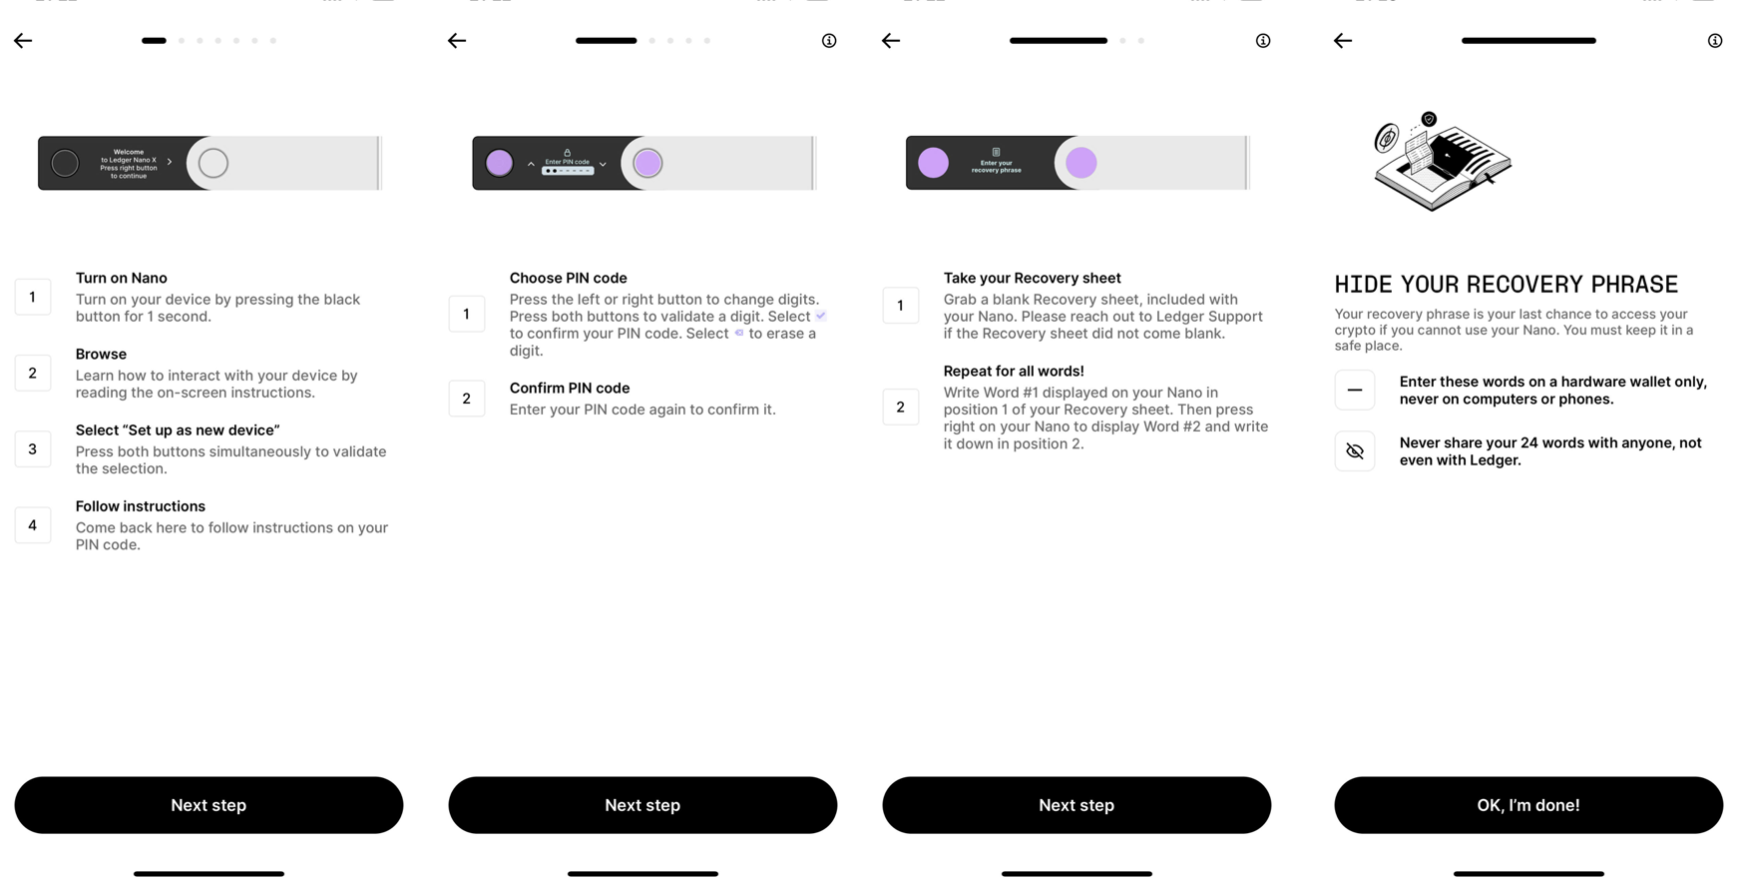 Welcome
to Ledger Nano X
Press right button
to continue
Turn on Nano
1
Turn on your device by pressing the black
button for 1 second.
Browse
2
Learn how to interact with your device by
reading the on-screen instructions.
Select “Set up as new device”
3
Press both buttons simultaneously to validate
the selection.
Follow instructions
4
Come back here to follow instructions on your
PIN code.
Next step
Enter PIN code
Choose PIN code
1
Press the left or right button to change digits.
Press both buttons to validate a digit. Select
to confirm your PIN code. Select to erase a
digit.
Confirm PIN code
2
Enter your PIN code again to confirm it.
Next step
Enter your
recovery phrase
Take your Recovery sheet
1
Grab a blank Recovery sheet, included with
your Nano. Please reach out to Ledger Support
if the Recovery sheet did not come blank.
Repeat for all words!
2
Write Word #1 displayed on your Nano in
position 1 of your Recovery sheet. Then press
right on your Nano to display Word #2 and write
it down in position 2.
Next step
HIDE YOUR RECOVERY PHRASE
Your recovery phrase is your last chance to access your
crypto if you cannot use your Nano. You must keep it in a
safe place.
Enter these words on a hardware wallet only,
never on computers or phones.
Never share your 24 words with anyone, not
even with Ledger.
OK, I’m done!